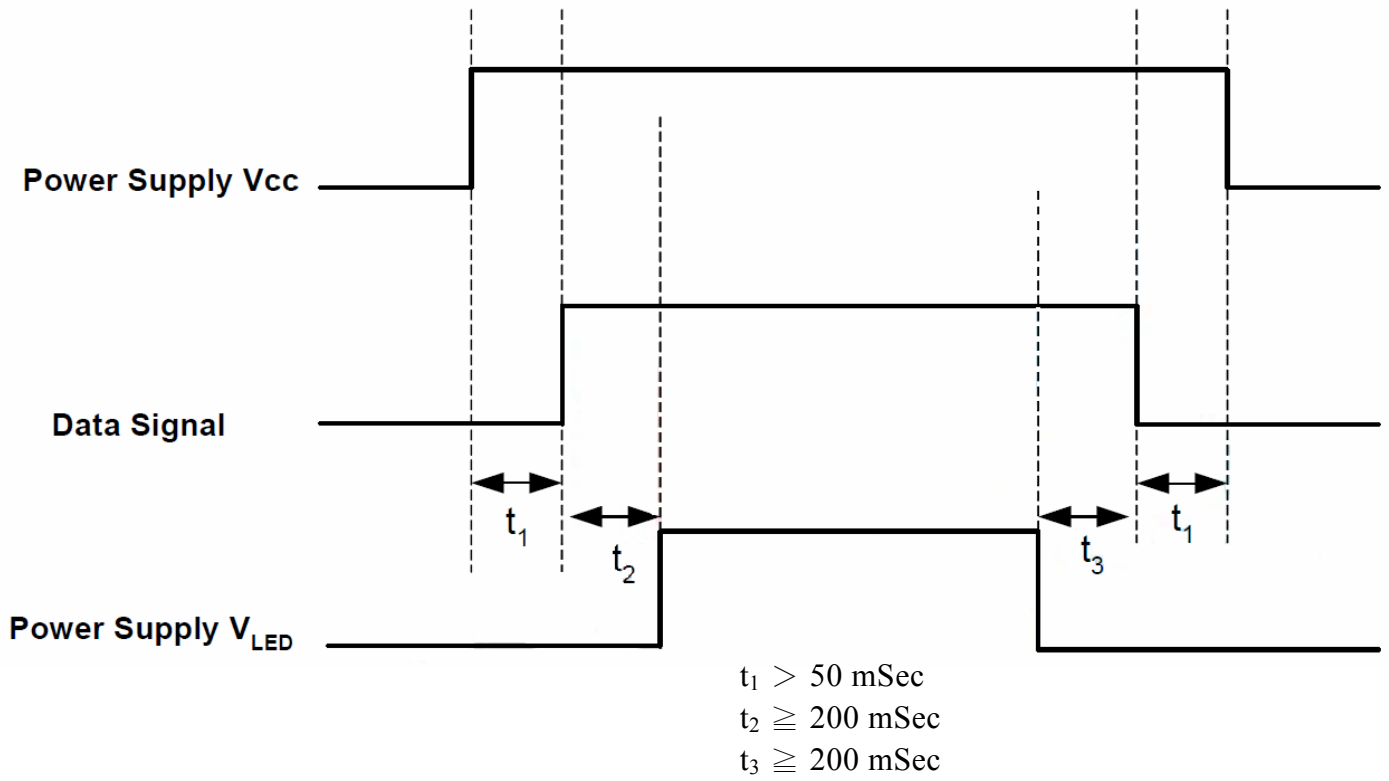 Power Supply Vcc
Data Signal
t₁
t₂
t₃
t₁
Power Supply V_LED
t₁ > 50 mSec
t₂ ≧ 200 mSec
t₃ ≧ 200 mSec